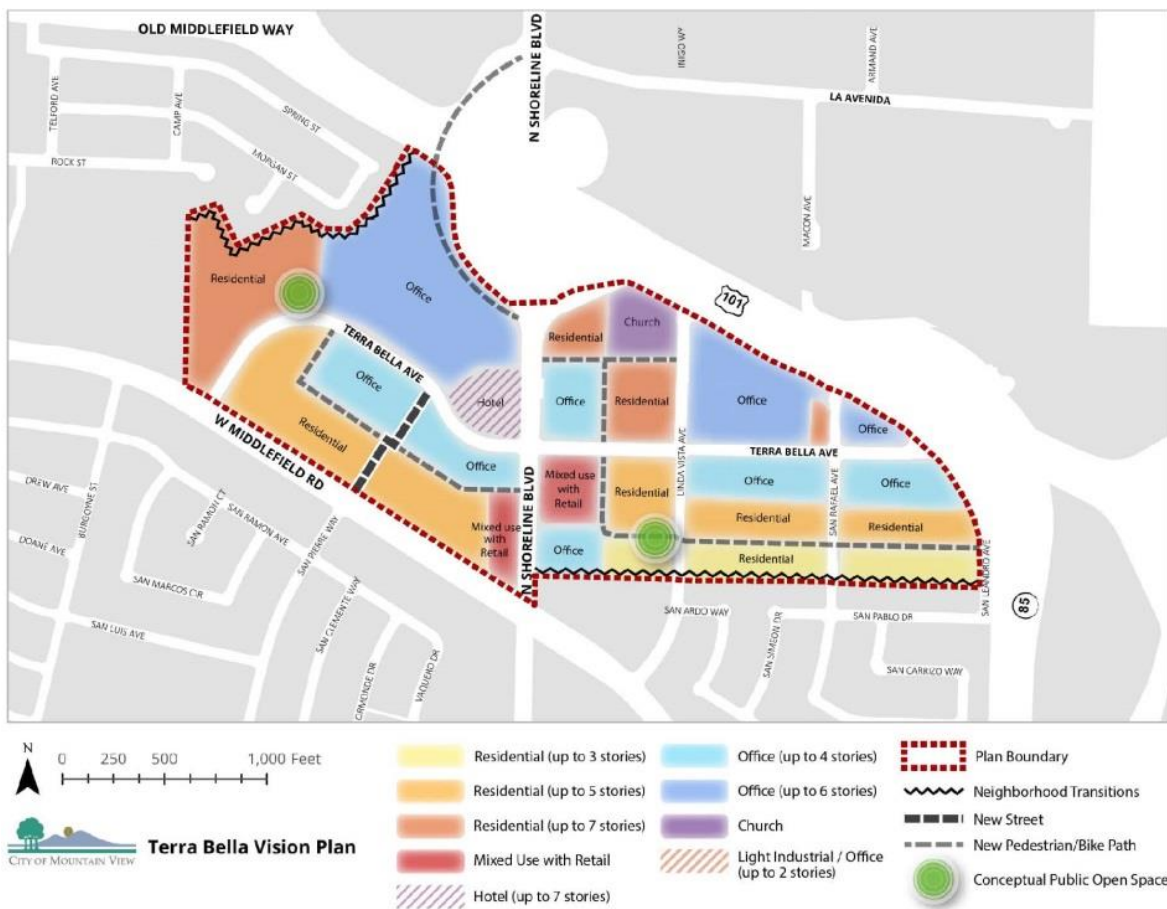 OLD MIDDLEFIELD WAY
N SHORELINE BLVD
INIGO WY
ARMAND AVE
LA AVENIDA
TELFORD AVE
CAMP AVE
SPRING ST
ROCK ST
MORGAN ST
MACON AVE
Residential
Office
101
Church
Residential
TERRA BELLA AVE
Office
Hotel
Office
Residential
Office
Office
Residential
W MIDDLEFIELD RD
Office
TERRA BELLA AVE
Mixed use
with
Retail
Residential
LINDA VISTA AVE
Office
SAN RAFAEL AVE
Office
DREW AVE
BURGOYNE ST
SAN RAMON CT
SAN RAMON AVE
SAN PIERRE WAY
Mixed use
with
Retail
N SHORELINE BLVD
Residential
Residential
DOANE AVE
Office
Residential
SAN LEANDRO AVE
SAN MARCOS CIR
SAN CLEMENTE WAY
SAN ARDO WAY
SAN SIMEON DR
SAN PABLO DR
85
SAN LUIS AVE
ORMONDE DR
VAQUERO DR
SAN CARRIZO WAY
N
0 250 500 1,000 Feet
CITY OF MOUNTAIN VIEW
Terra Bella Vision Plan
Residential (up to 3 stories)
Residential (up to 5 stories)
Residential (up to 7 stories)
Mixed Use with Retail
Hotel (up to 7 stories)
Office (up to 4 stories)
Office (up to 6 stories)
Church
Light Industrial / Office
(up to 2 stories)
Plan Boundary
Neighborhood Transitions
New Street
New Pedestrian/Bike Path
Conceptual Public Open Space